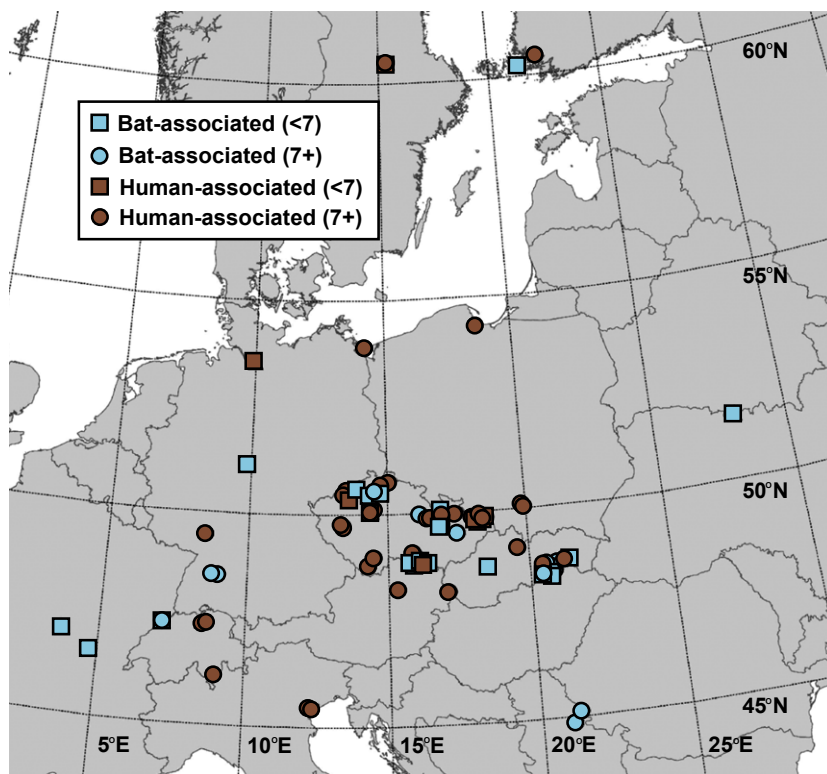 60°N
Bat-associated (<7)
Bat-associated (7+)
Human-associated (<7)
Human-associated (7+)
55°N
50°N
45°N
5°E 10°E 15°E 20°E 25°E